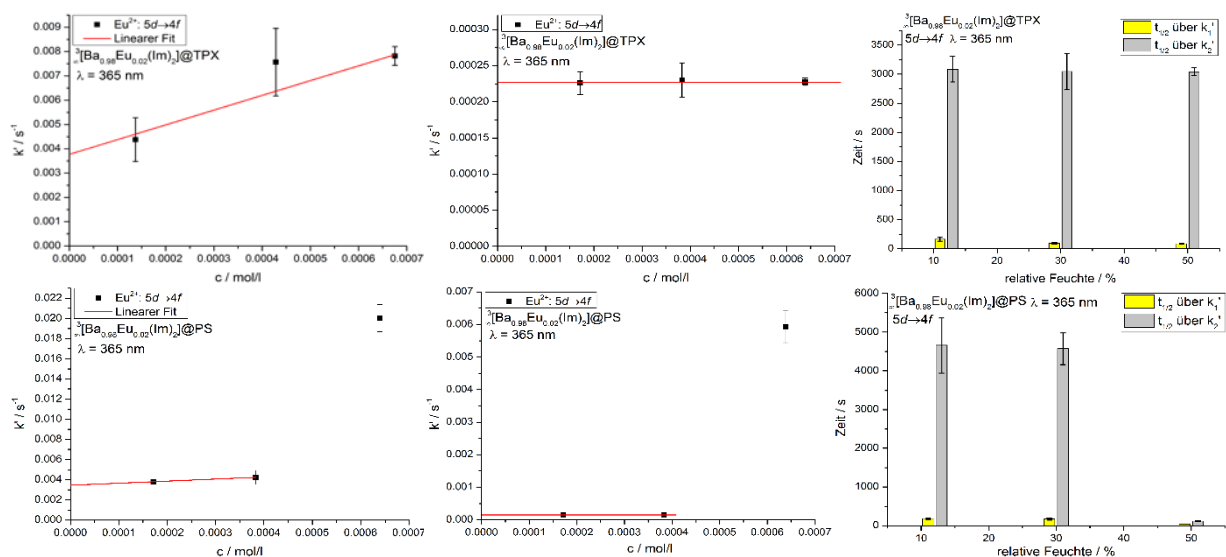 Eu²⁺: 5d→4f
Linearer Fit
³∞[Ba0.98Eu0.02(Im)2]@TPX
λ = 365 nm
k' / s⁻¹
0.009
0.008
0.007
0.006
0.005
0.004
0.003
0.002
0.001
0.000
0.0000 0.0001 0.0002 0.0003 0.0004 0.0005 0.0006 0.0007
c / mol/l
Eu²⁺: 5d→4f
³∞[Ba0.98Eu0.02(Im)2]@TPX
λ = 365 nm
k' / s⁻¹
0.00030
0.00025
0.00020
0.00015
0.00010
0.00005
0.00000
0.0000 0.0001 0.0002 0.0003 0.0004 0.0005 0.0006 0.0007
c / mol/l
³∞[Ba0.98Eu0.02(Im)2]@TPX
5d→4f λ = 365 nm
t1/2 über k1'
t1/2 über k2'
Zeit / s
3500
3000
2500
2000
1500
1000
500
0
10 20 30 40 50
relative Feuchte / %
Eu²⁺: 5d→4f
Linearer Fit
³∞[Ba0.98Eu0.02(Im)2]@PS
λ = 365 nm
k' / s⁻¹
0.022
0.020
0.018
0.016
0.014
0.012
0.010
0.008
0.006
0.004
0.002
0.000
0.0000 0.0001 0.0002 0.0003 0.0004 0.0005 0.0006 0.0007
c / mol/l
Eu²⁺: 5d→4f
³∞[Ba0.98Eu0.02(Im)2]@PS
λ = 365 nm
k' / s⁻¹
0.007
0.006
0.005
0.004
0.003
0.002
0.001
0.000
0.0000 0.0001 0.0002 0.0003 0.0004 0.0005 0.0006 0.0007
c / mol/l
³∞[Ba0.98Eu0.02(Im)2]@PS λ = 365 nm
5d→4f
t1/2 über k1'
t1/2 über k2'
Zeit / s
6000
5000
4000
3000
2000
1000
0
10 20 30 40 50
relative Feuchte / %